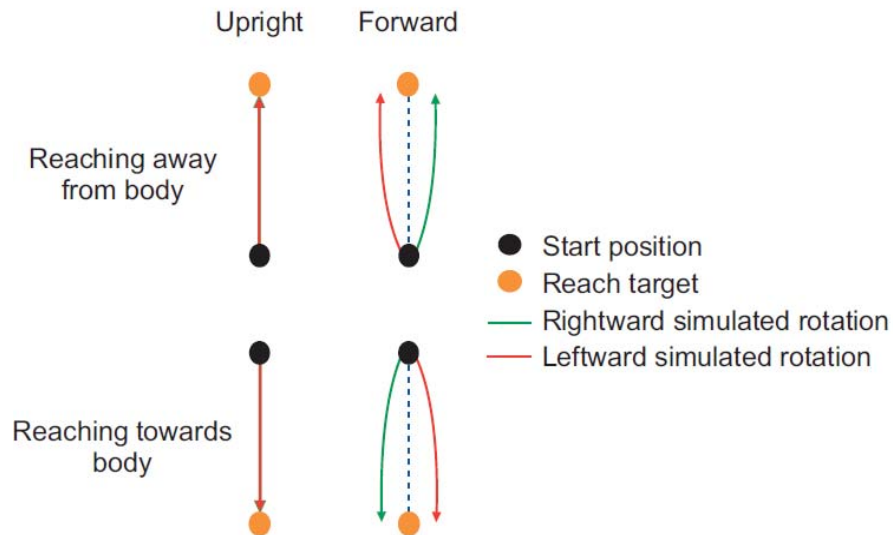 Upright
Forward
Reaching away
from body
Start position
Reach target
Rightward simulated rotation
Leftward simulated rotation
Reaching towards
body